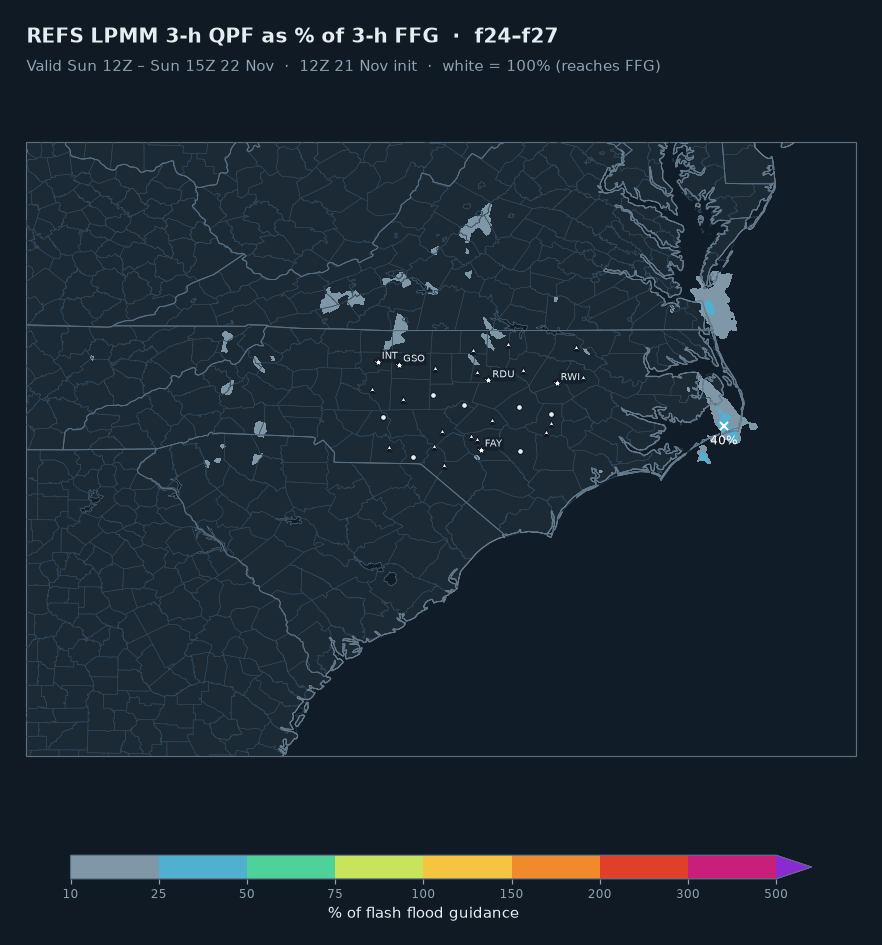 REFS LPMM 3-h QPF as % of 3-h FFG · f24–f27
Valid Sun 12Z – Sun 15Z 22 Nov · 12Z 21 Nov init · white = 100% (reaches FFG)
INT
GSO
RDU
RWI
FAY
40%
10 25 50 75 100 150 200 300 500
% of flash flood guidance